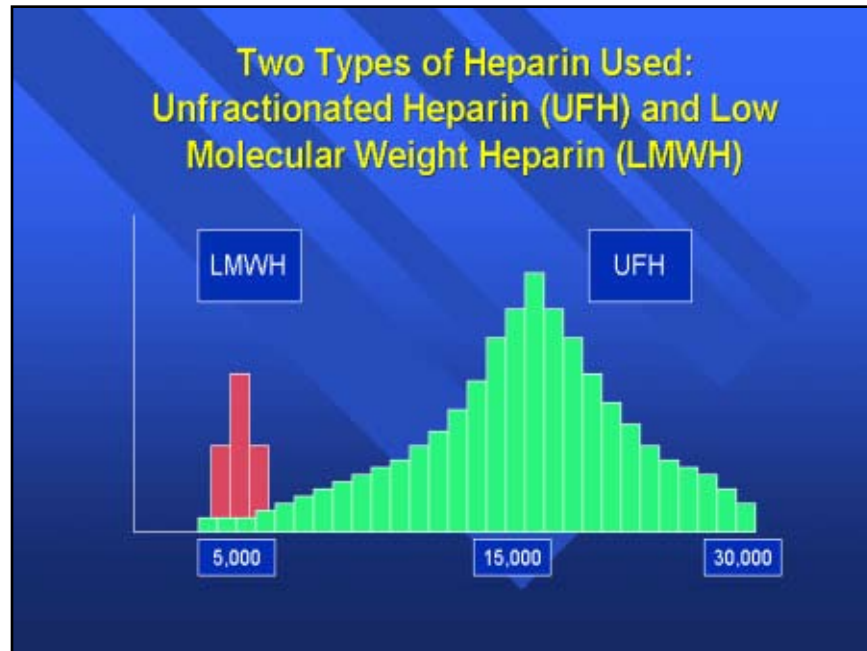 Two Types of Heparin Used:
Unfractionated Heparin (UFH) and Low
Molecular Weight Heparin (LMWH)
LMWH
UFH
5,000
15,000
30,000